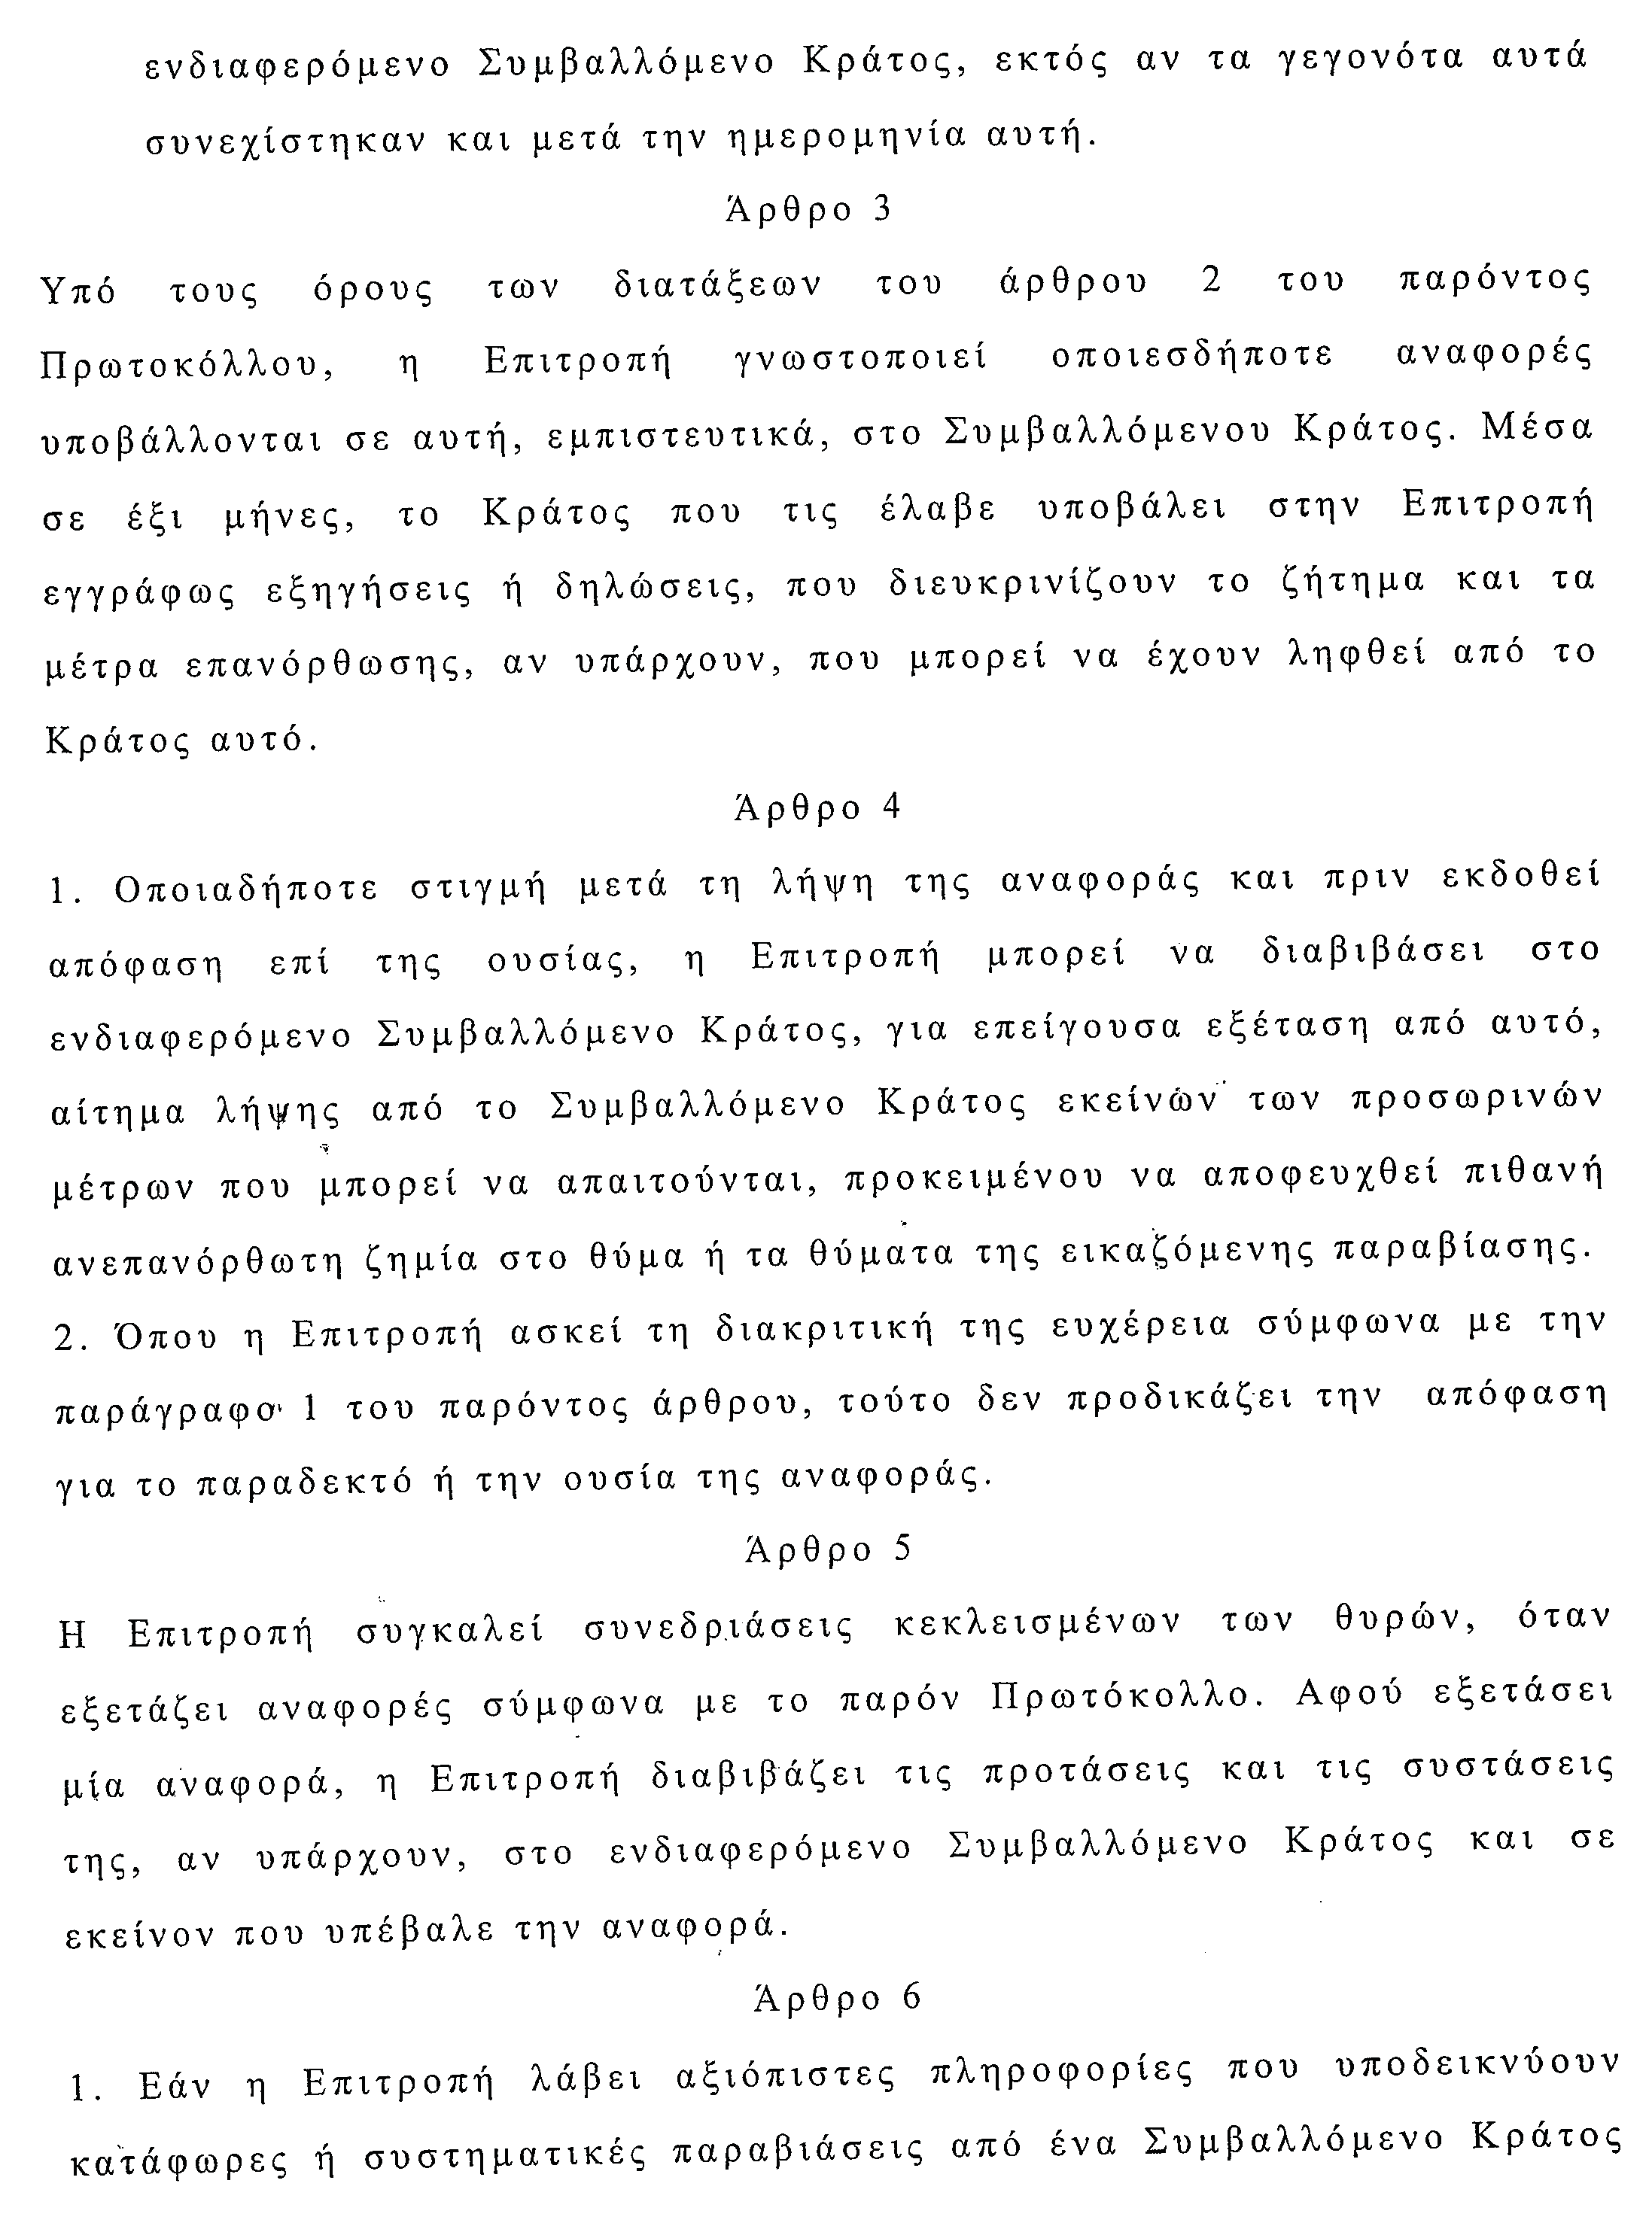 ενδιαφερόμενο Συμβαλλόμενο Κράτος, εκτός αν τα γεγονότα αυτά
συνεχίστηκαν και μετά την ημερομηνία αυτή.
Άρθρο 3
Υπό τους όρους των διατάξεων του άρθρου 2 του παρόντος
Πρωτοκόλλου, η Επιτροπή γνωστοποιεί οποιεσδήποτε αναφορές
υποβάλλονται σε αυτή, εμπιστευτικά, στο Συμβαλλόμενου Κράτος. Μέσα
σε έξι μήνες, το Κράτος που τις έλαβε υποβάλει στην Επιτροπή
εγγράφως εξηγήσεις ή δηλώσεις, που διευκρινίζουν το ζήτημα και τα
μέτρα επανόρθωσης, αν υπάρχουν, που μπορεί να έχουν ληφθεί από το
Κράτος αυτό.
Άρθρο 4
1. Οποιαδήποτε στιγμή μετά τη λήψη της αναφοράς και πριν εκδοθεί
απόφαση επί της ουσίας, η Επιτροπή μπορεί να διαβιβάσει στο
ενδιαφερόμενο Συμβαλλόμενο Κράτος, για επείγουσα εξέταση από αυτό,
αίτημα λήψης από το Συμβαλλόμενο Κράτος εκείνων των προσωρινών
μέτρων που μπορεί να απαιτούνται, προκειμένου να αποφευχθεί πιθανή
ανεπανόρθωτη ζημία στο θύμα ή τα θύματα της εικαζόμενης παραβίασης.
2. Όπου η Επιτροπή ασκεί τη διακριτική της ευχέρεια σύμφωνα με την
παράγραφο 1 του παρόντος άρθρου, τούτο δεν προδικάζει την απόφαση
για το παραδεκτό ή την ουσία της αναφοράς.
Άρθρο 5
Η Επιτροπή συγκαλεί συνεδριάσεις κεκλεισμένων των θυρών, όταν
εξετάζει αναφορές σύμφωνα με το παρόν Πρωτόκολλο. Αφού εξετάσει
μία αναφορά, η Επιτροπή διαβιβάζει τις προτάσεις και τις συστάσεις
της, αν υπάρχουν, στο ενδιαφερόμενο Συμβαλλόμενο Κράτος και σε
εκείνον που υπέβαλε την αναφορά.
Άρθρο 6
1. Εάν η Επιτροπή λάβει αξιόπιστες πληροφορίες που υποδεικνύουν
κατάφωρες ή συστηματικές παραβιάσεις από ένα Συμβαλλόμενο Κράτος